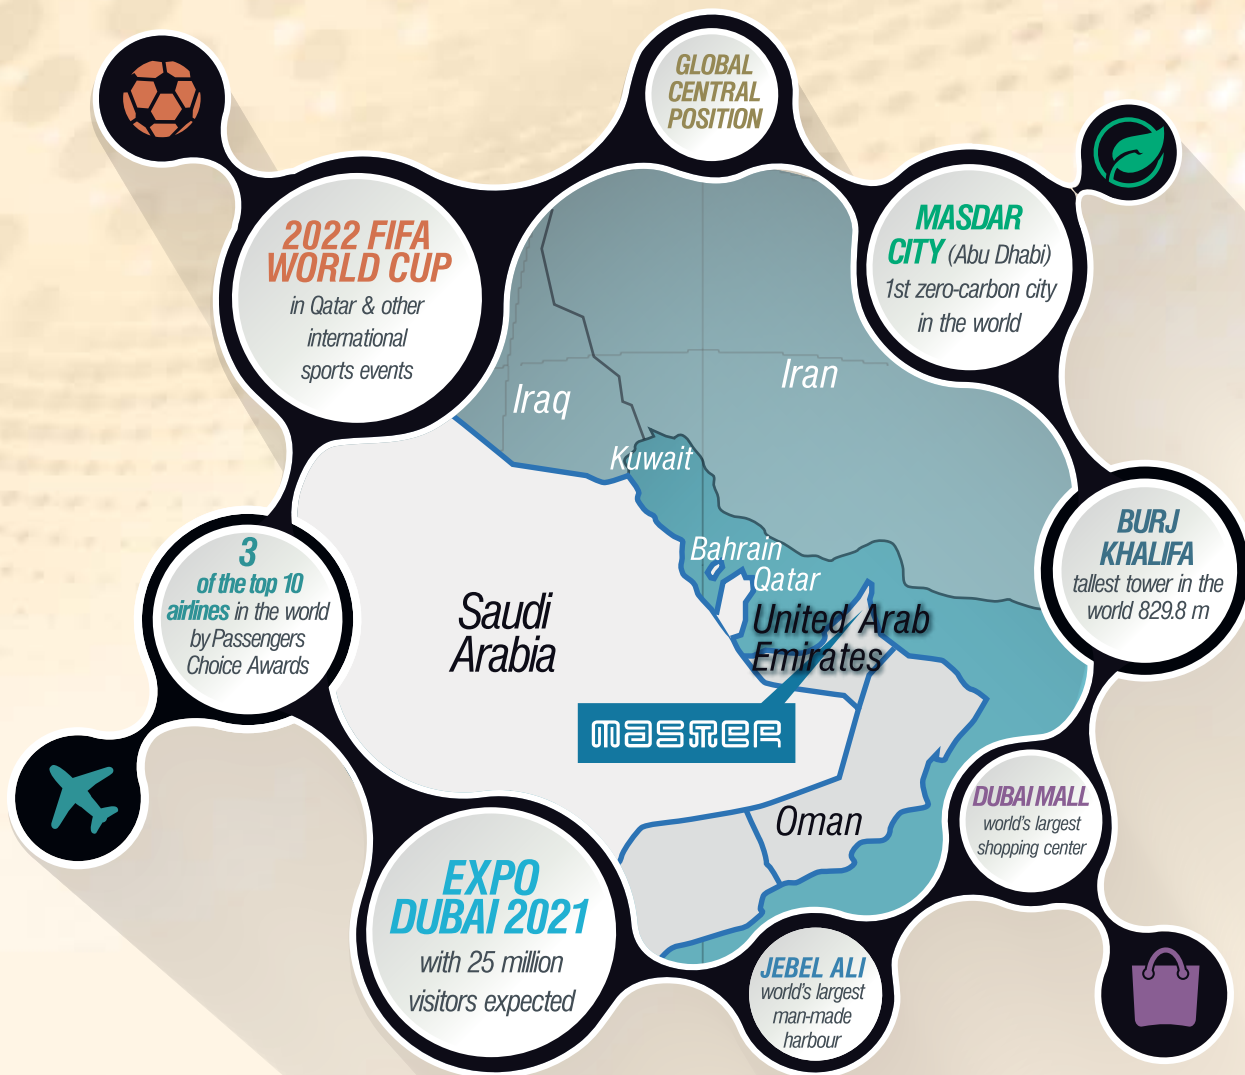 GLOBAL
CENTRAL
POSITION
2022 FIFA
WORLD CUP
in Qatar & other
international
sports events
MASDAR
CITY (Abu Dhabi)
1st zero-carbon city
in the world
Iran
Iraq
Kuwait
Bahrain
Qatar
United Arab
Emirates
Saudi
Arabia
MASTER
Oman
BURJ
KHALIFA
tallest tower in the
world 829.8 m
3
of the top 10
airlines in the world
by Passengers
Choice Awards
DUBAI MALL
world's largest
shopping center
EXPO
DUBAI 2021
with 25 million
visitors expected
JEBEL ALI
world's largest
man-made
harbour